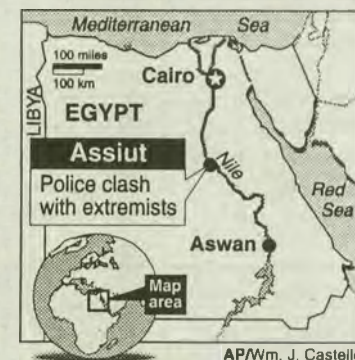 Mediterranean Sea
100 miles
100 km
Cairo
LIBYA
EGYPT
Assiut
Police clash
with extremists
Nile
Red
Sea
Aswan
Map
area
AP/Wm. J. Castello